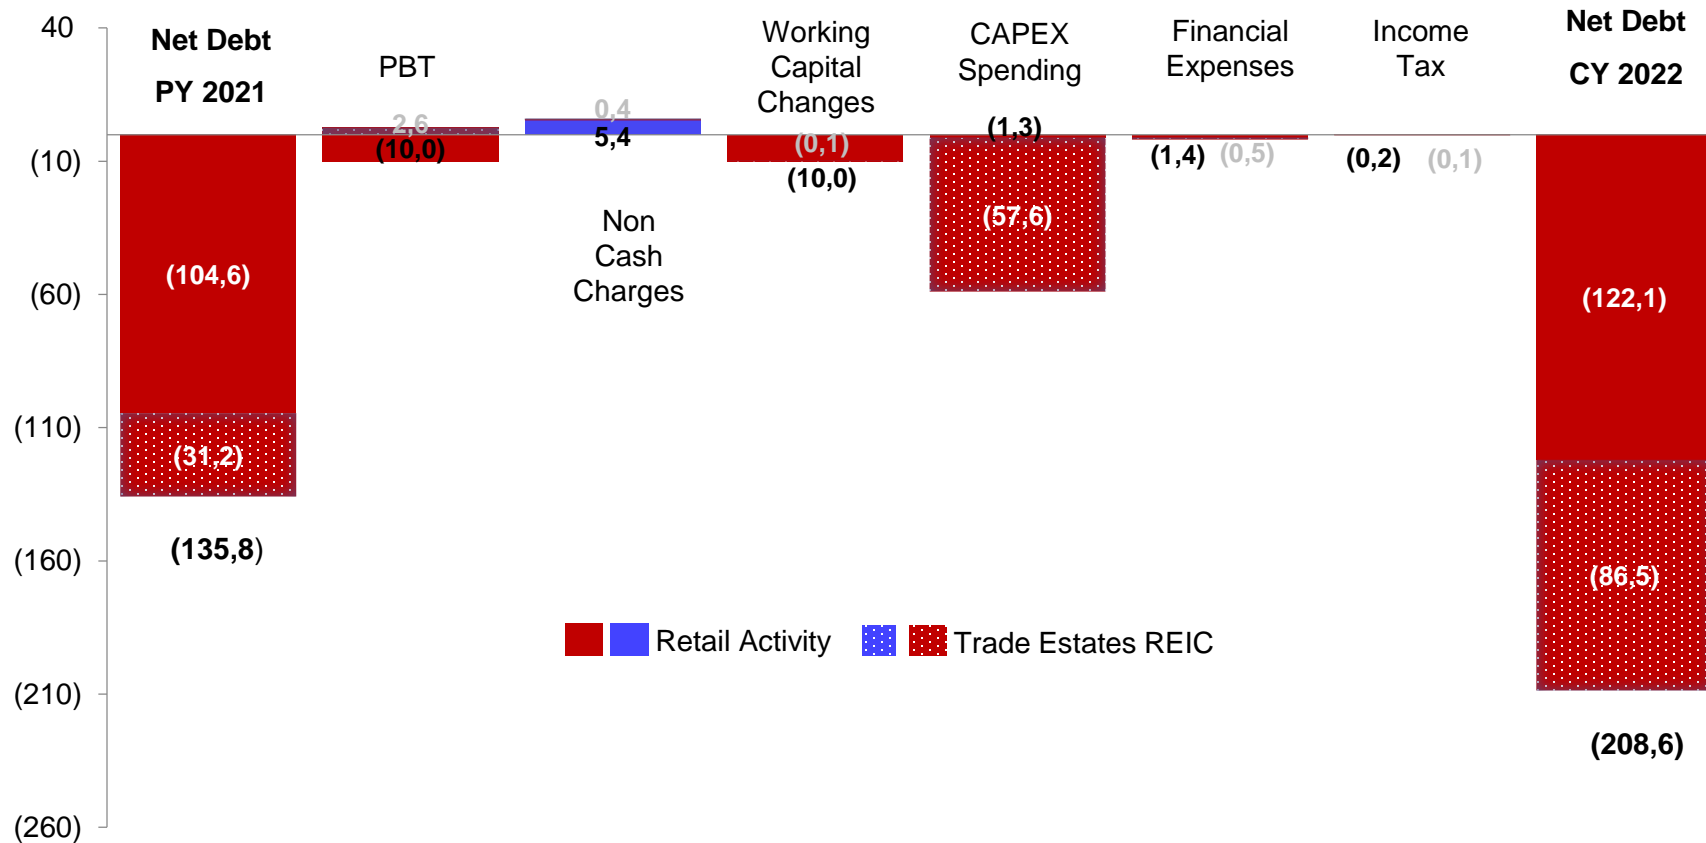 40
(10)
(60)
(110)
(160)
(210)
(260)
Net Debt
PY 2021
(104,6)
(31,2)
(135,8)
PBT
2,6
(10,0)
0,4
5,4
Non
Cash
Charges
Working
Capital
Changes
(0,1)
(10,0)
CAPEX
Spending
(1,3)
(57,6)
Financial
Expenses
(1,4) (0,5)
Income
Tax
(0,2) (0,1)
Net Debt
CY 2022
(122,1)
(86,5)
(208,6)
Retail Activity
Trade Estates REIC